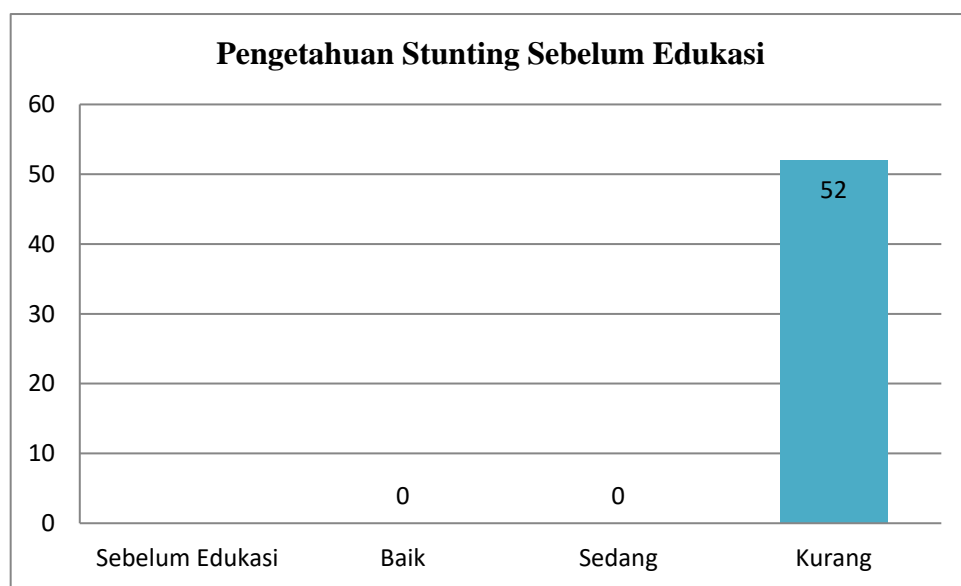 Pengetahuan Stunting Sebelum Edukasi
60
50
40
30
20
10
0
52
0
0
Sebelum Edukasi
Baik
Sedang
Kurang